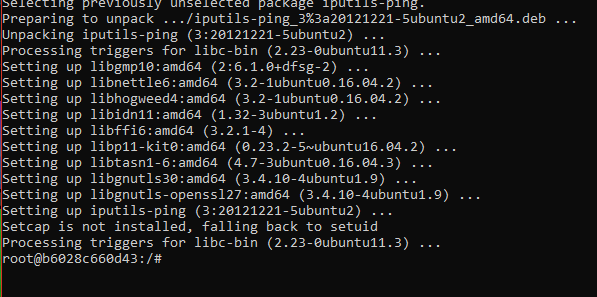 Selecting previously unselected package iputils-ping.
Preparing to unpack .../iputils-ping_3%3a20121221-5ubuntu2_amd64.deb ...
Unpacking iputils-ping (3:20121221-5ubuntu2) ...
Processing triggers for libc-bin (2.23-0ubuntu11.3) ...
Setting up libgmp10:amd64 (2:6.1.0+dfsg-2) ...
Setting up libnettle6:amd64 (3.2-1ubuntu0.16.04.2) ...
Setting up libhogweed4:amd64 (3.2-1ubuntu0.16.04.2) ...
Setting up libidn11:amd64 (1.32-3ubuntu1.2) ...
Setting up libffi6:amd64 (3.2.1-4) ...
Setting up libp11-kit0:amd64 (0.23.2-5~ubuntu16.04.2) ...
Setting up libtasn1-6:amd64 (4.7-3ubuntu0.16.04.3) ...
Setting up libgnutls30:amd64 (3.4.10-4ubuntu1.9) ...
Setting up libgnutls-openssl27:amd64 (3.4.10-4ubuntu1.9) ...
Setting up iputils-ping (3:20121221-5ubuntu2) ...
Setcap is not installed, falling back to setuid
Processing triggers for libc-bin (2.23-0ubuntu11.3) ...
root@b6028c660d43:/#